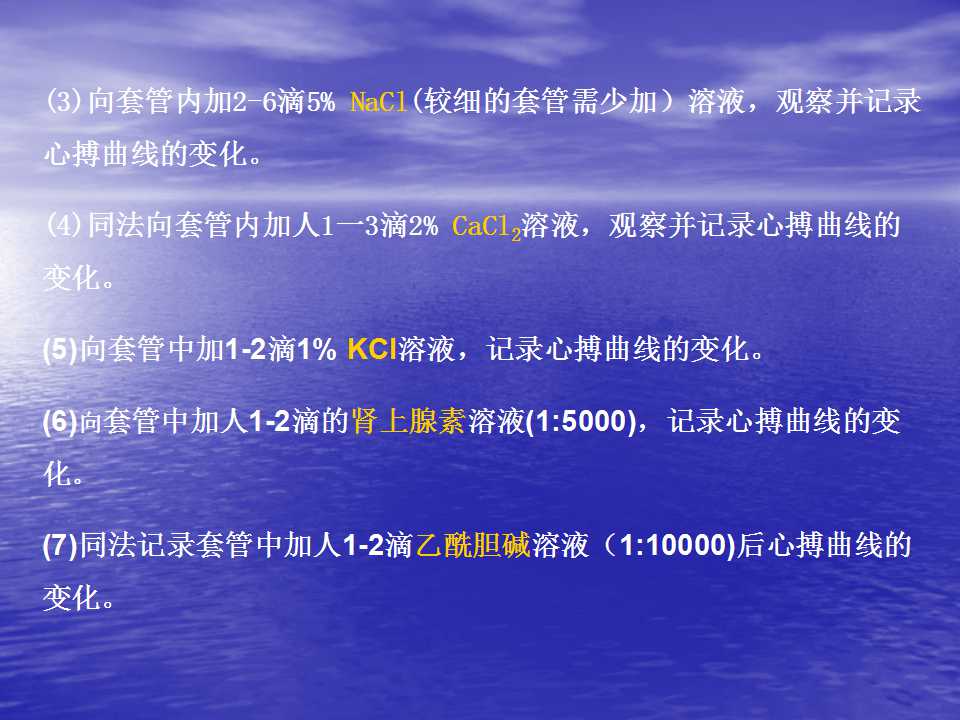 (3)向套管内加2-6滴5% NaCl(较细的套管需少加）溶液，观察并记录
心搏曲线的变化。
(4)同法向套管内加人1一3滴2% CaCl₂溶液，观察并记录心搏曲线的
变化。
(5)向套管中加1-2滴1% KCl溶液，记录心搏曲线的变化。
(6)向套管中加人1-2滴的肾上腺素溶液(1:5000)，记录心搏曲线的变
化。
(7)同法记录套管中加人1-2滴乙酰胆碱溶液（1:10000)后心搏曲线的
变化。